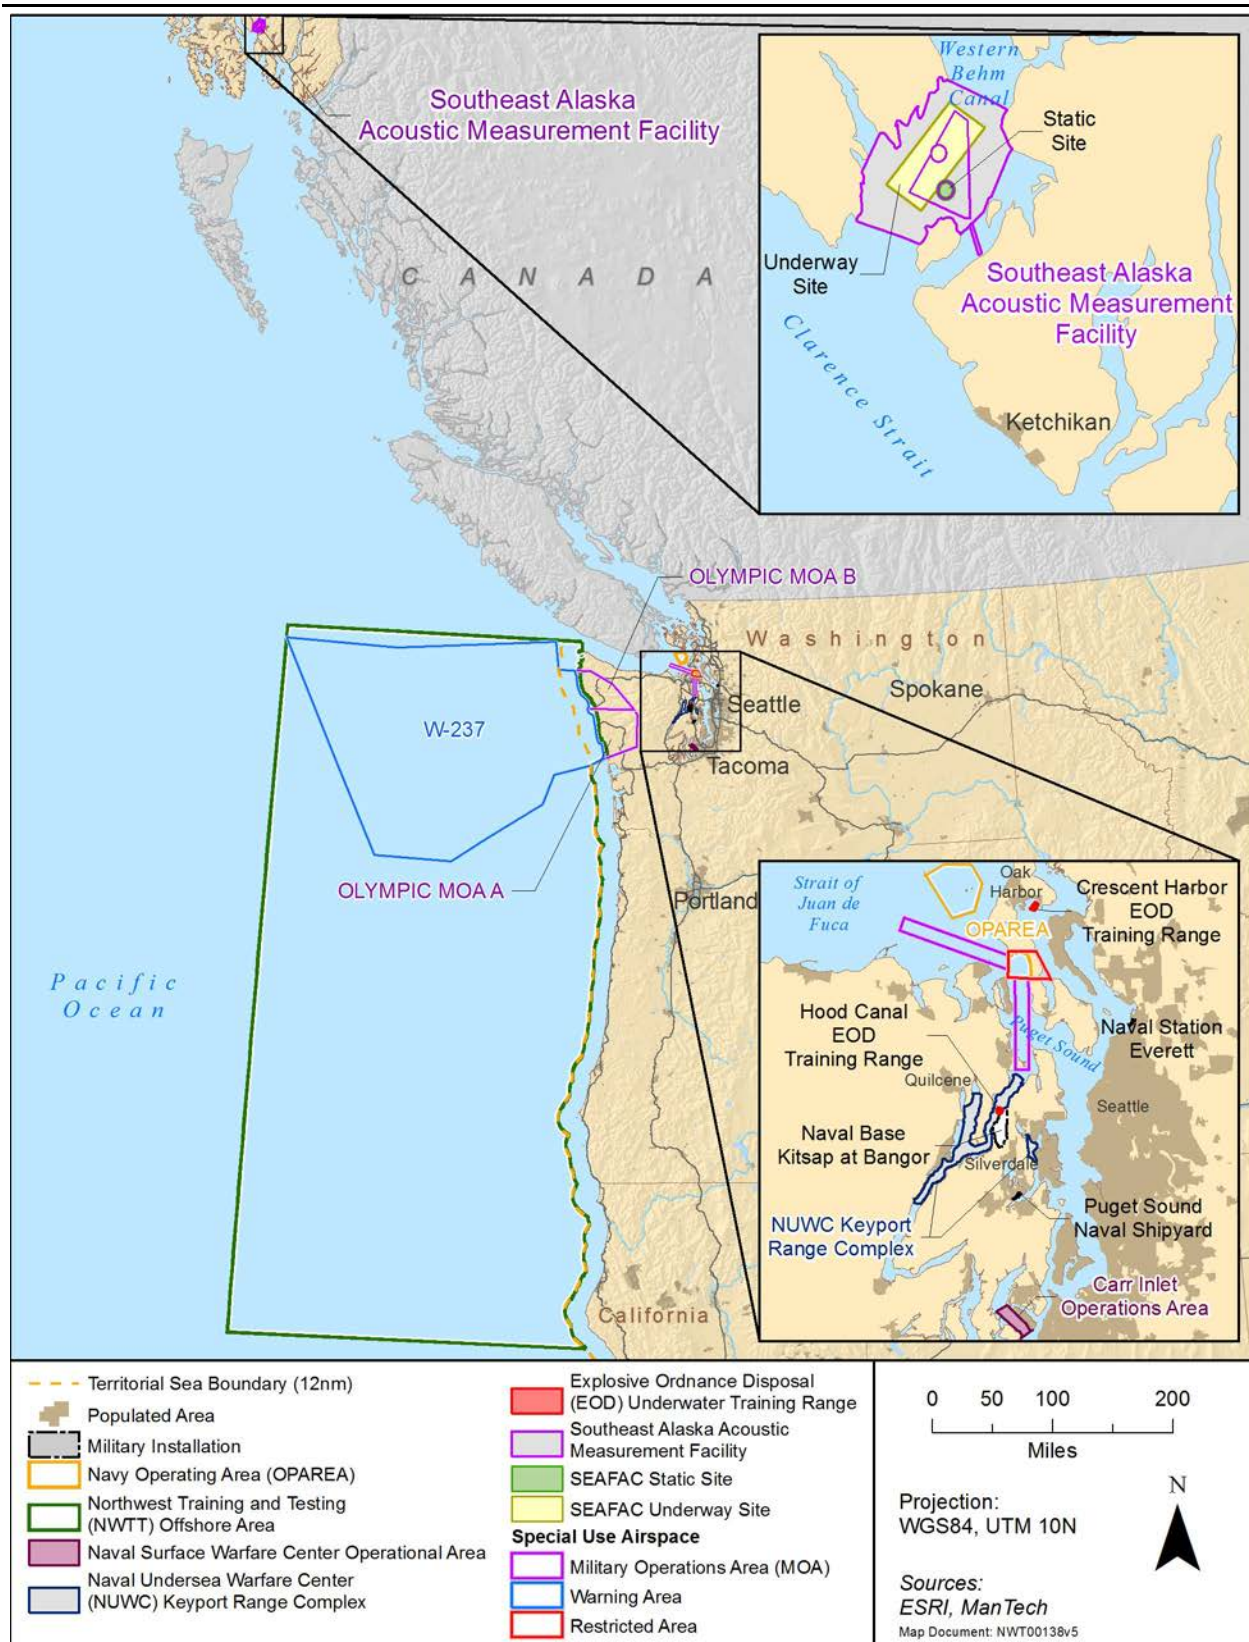 Southeast Alaska
Acoustic Measurement Facility
CANADA
Western
Behm
Canal
Static
Site
Underway
Site
Southeast Alaska
Acoustic Measurement
Facility
Clarence Strait
Ketchikan
OLYMPIC MOA B
Washington
Spokane
Seattle
W-237
Tacoma
OLYMPIC MOA A
Portland
Pacific
Ocean
California
Strait of
Juan de
Fuca
Oak
Harbor
Crescent Harbor
EOD
Training Range
OPAREA
Hood Canal
EOD
Training Range
Puget Sound
Naval Station
Everett
Quilcene
Seattle
Naval Base
Kitsap at Bangor
Silverdale
NUWC Keyport
Range Complex
Puget Sound
Naval Shipyard
Carr Inlet
Operations Area
Territorial Sea Boundary (12nm)
Populated Area
Military Installation
Navy Operating Area (OPAREA)
Northwest Training and Testing
(NWTT) Offshore Area
Naval Surface Warfare Center Operational Area
Naval Undersea Warfare Center
(NUWC) Keyport Range Complex
Explosive Ordnance Disposal
(EOD) Underwater Training Range
Southeast Alaska Acoustic
Measurement Facility
SEAFAC Static Site
SEAFAC Underway Site
Special Use Airspace
Military Operations Area (MOA)
Warning Area
Restricted Area
0 50 100 200
Miles
N
Projection:
WGS84, UTM 10N
Sources:
ESRI, ManTech
Map Document: NWT00138v5